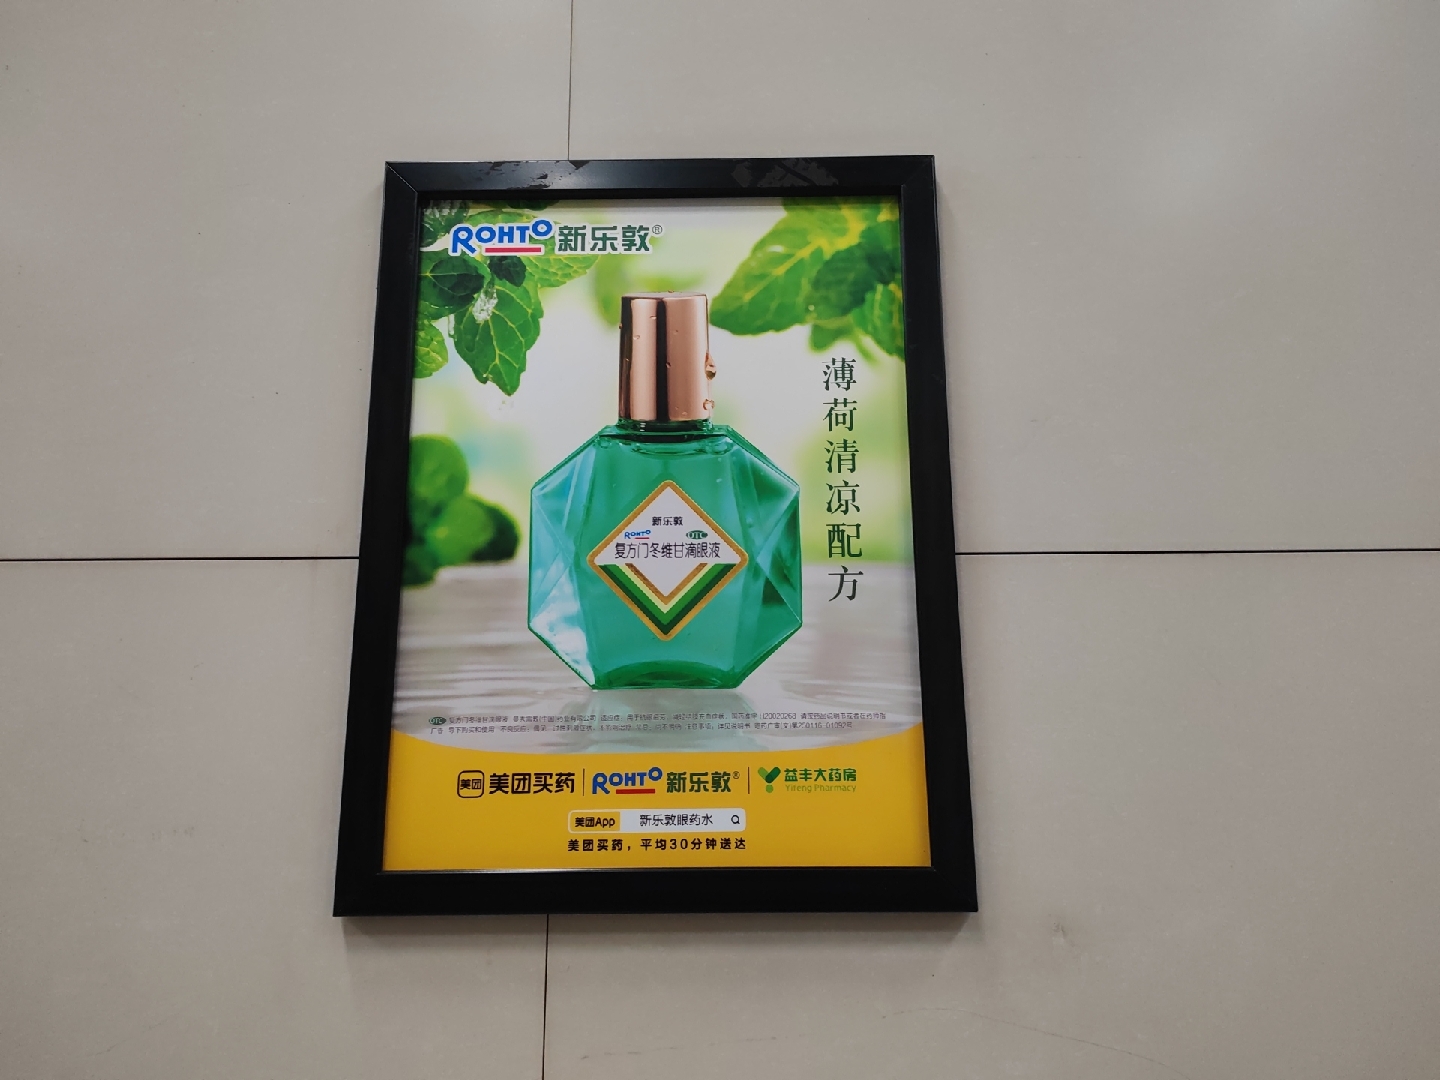 ROHTO 新乐敦®
薄荷清凉配方
新乐敦
ROHTO OTC
复方门冬维甘滴眼液
美团 美团买药 ROHTO 新乐敦® 益丰大药房
Yifeng Pharmacy
美团App 新乐敦眼药水
美团买药，平均30分钟送达